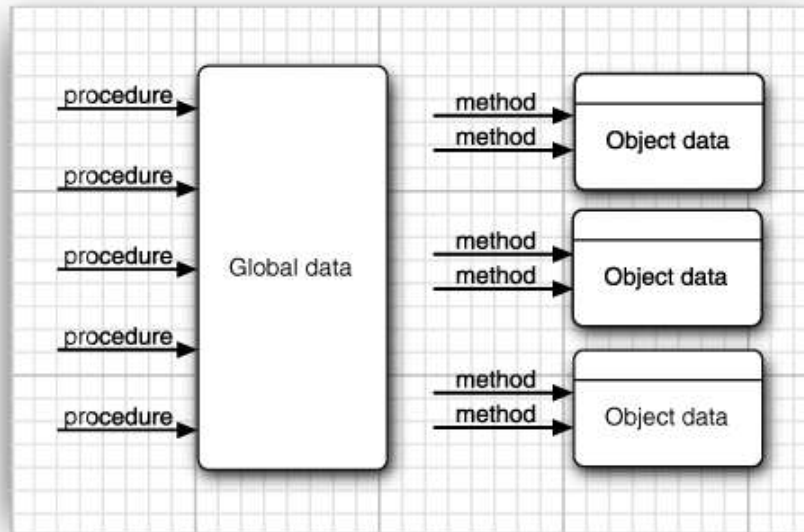 procedure
procedure
procedure
procedure
procedure
Global data
method
method
Object data
method
method
Object data
method
method
Object data